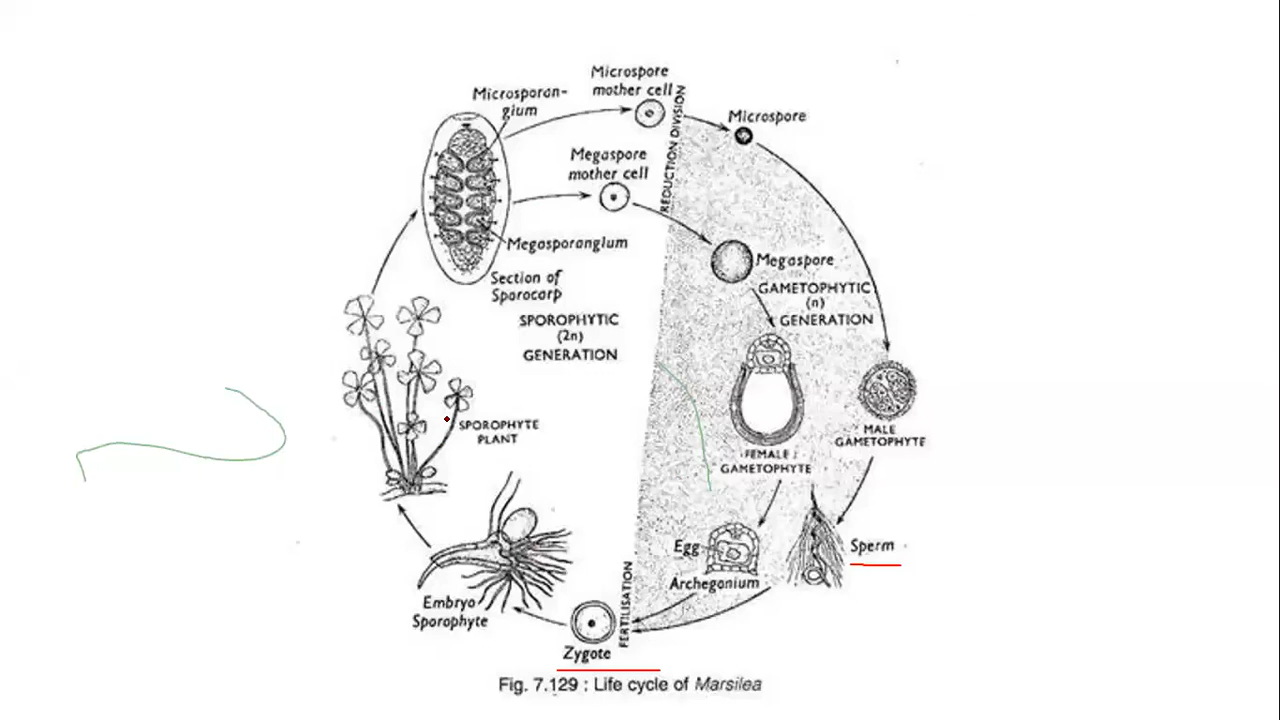 Microspore
mother cell
Microsporan-
gium
REDUCTION DIVISION
Microspore
Megaspore
mother cell
Megasporangium
Megaspore
Section of
Sporocarp
GAMETOPHYTIC
(n)
GENERATION
SPOROPHYTIC
(2n)
GENERATION
SPOROPHYTE
PLANT
MALE
GAMETOPHYTE
FEMALE
GAMETOPHYTE
Egg
Sperm
Archegonium
FERTILISATION
Embryo
Sporophyte
Zygote
Fig. 7.129 : Life cycle of Marsilea